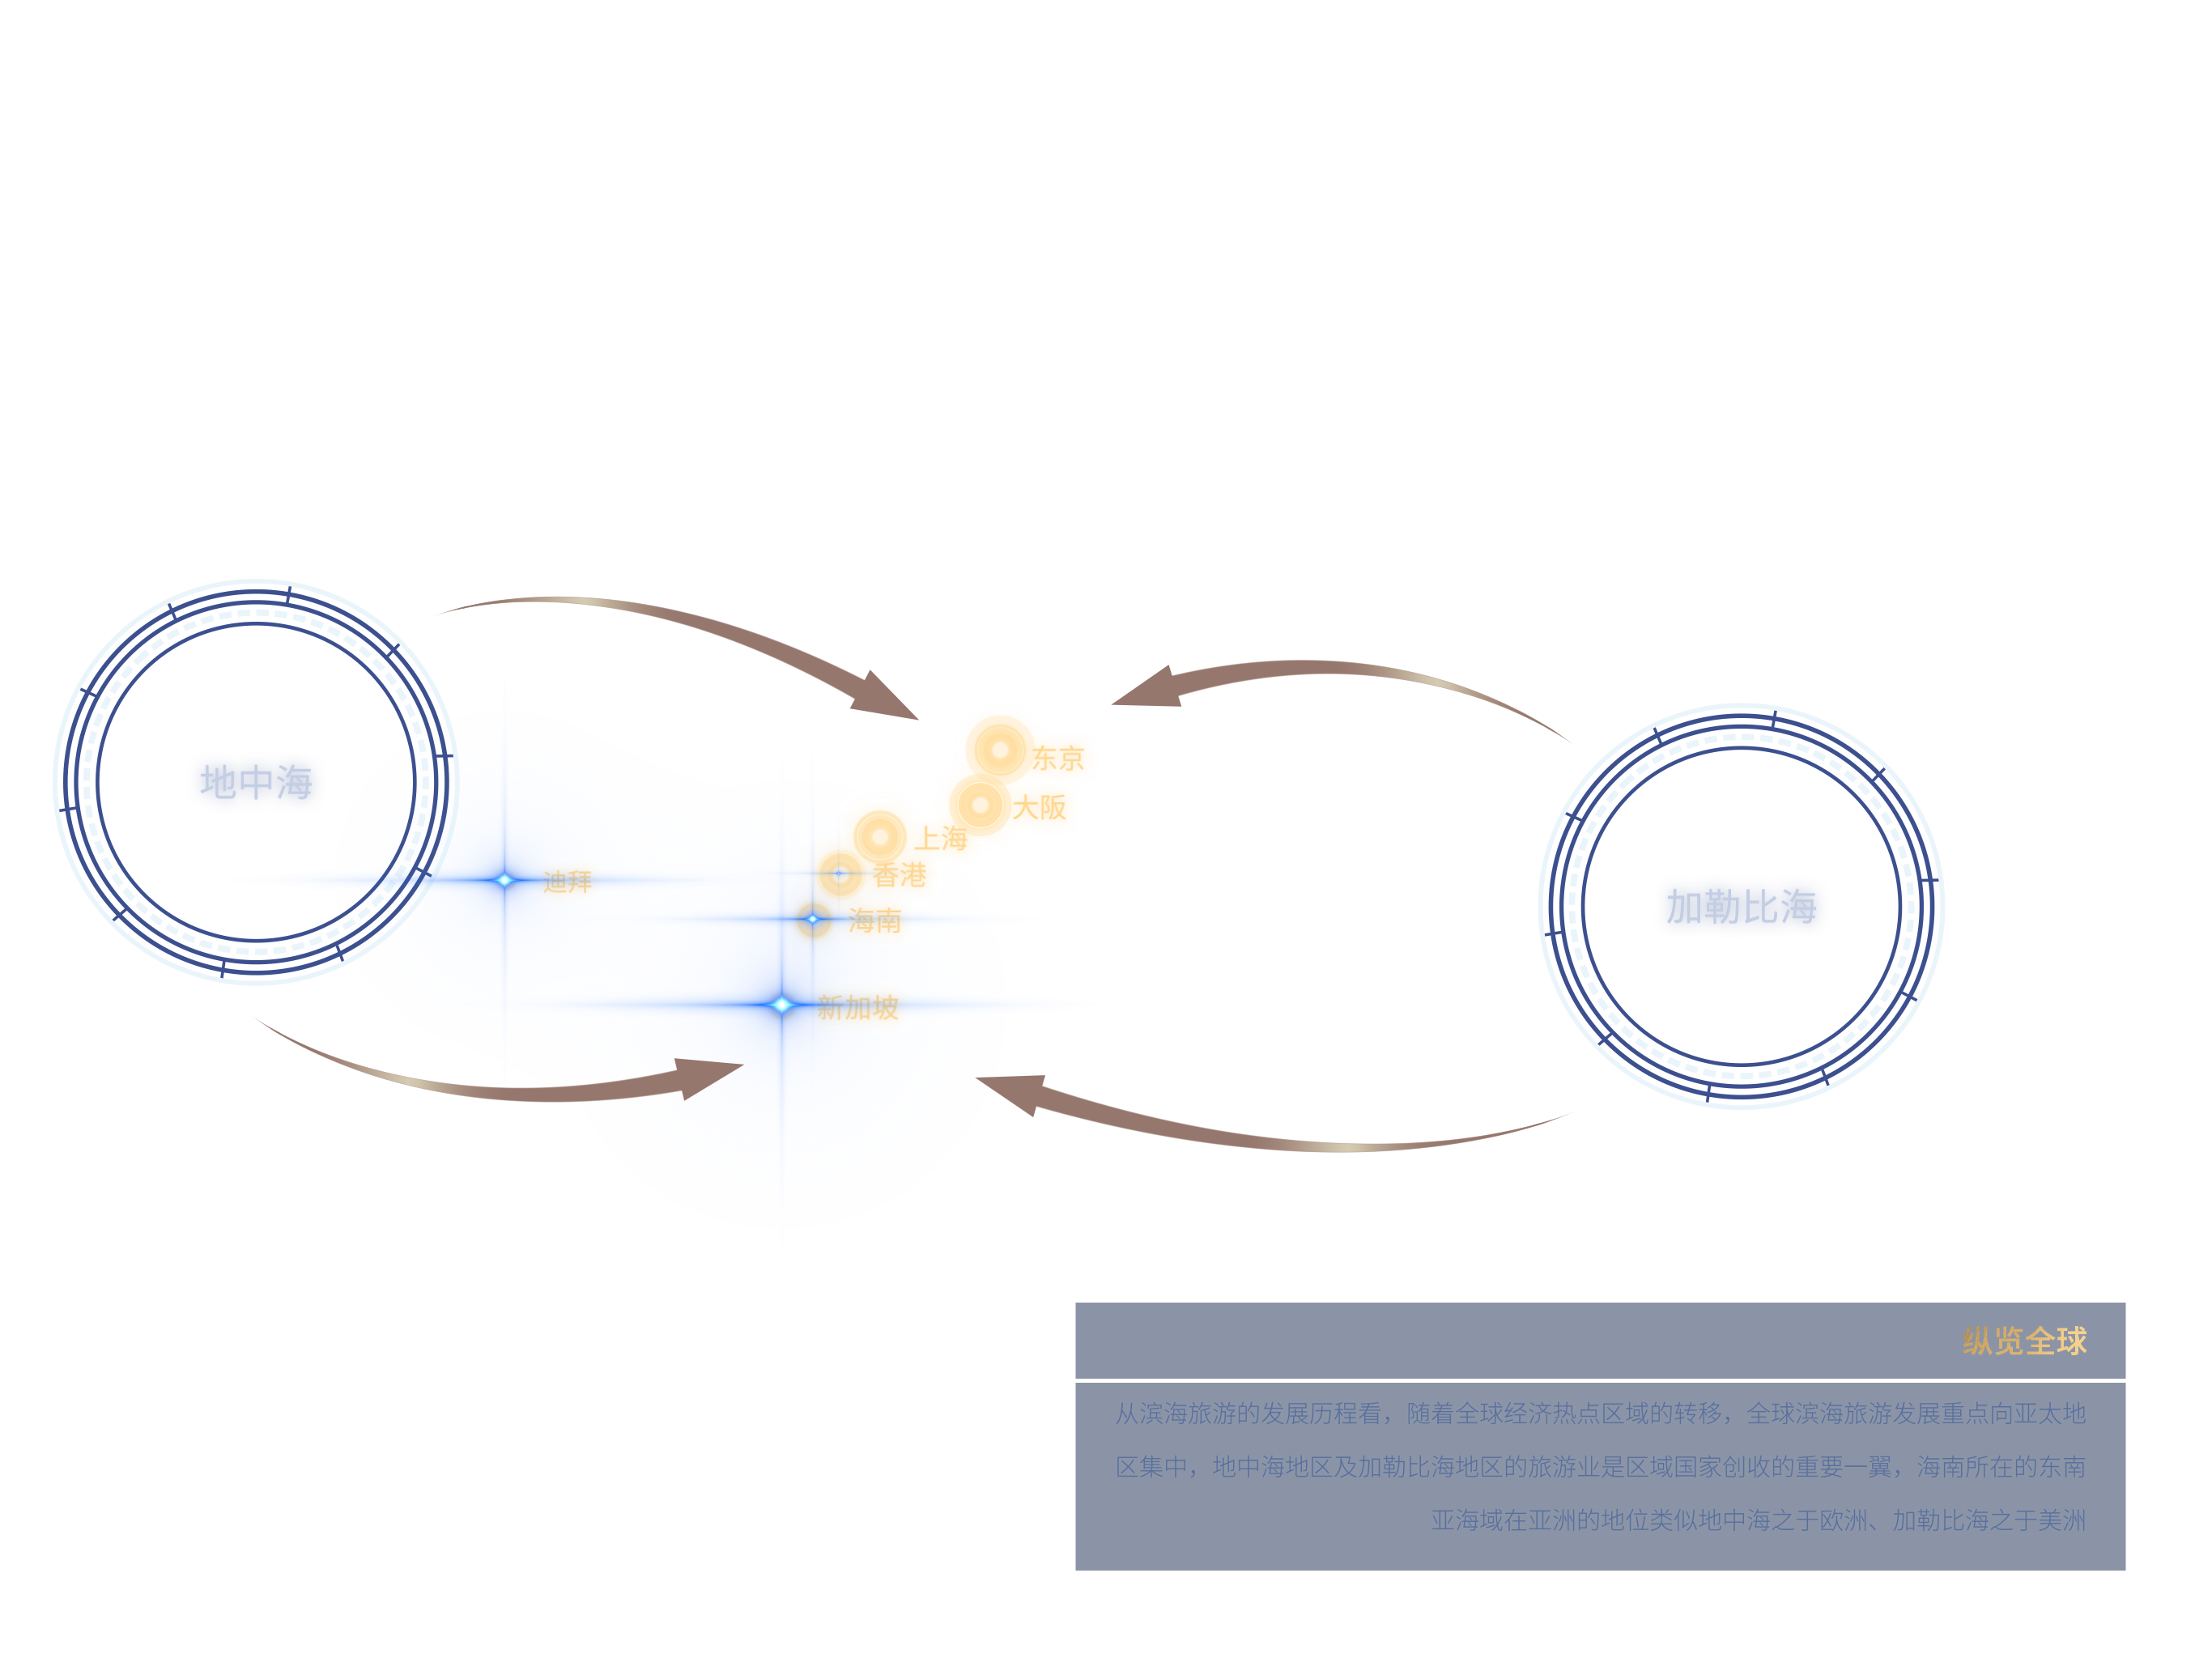 东京
地中海
大阪
上海
香港
迪拜
加勒比海
海南
新加坡
纵览全球
从滨海旅游的发展历程看，随着全球经济热点区域的转移，全球滨海旅游发展重点向亚太地
区集中，地中海地区及加勒比海地区的旅游业是区域国家创收的重要一翼，海南所在的东南
亚海域在亚洲的地位类似地中海之于欧洲、加勒比海之于美洲